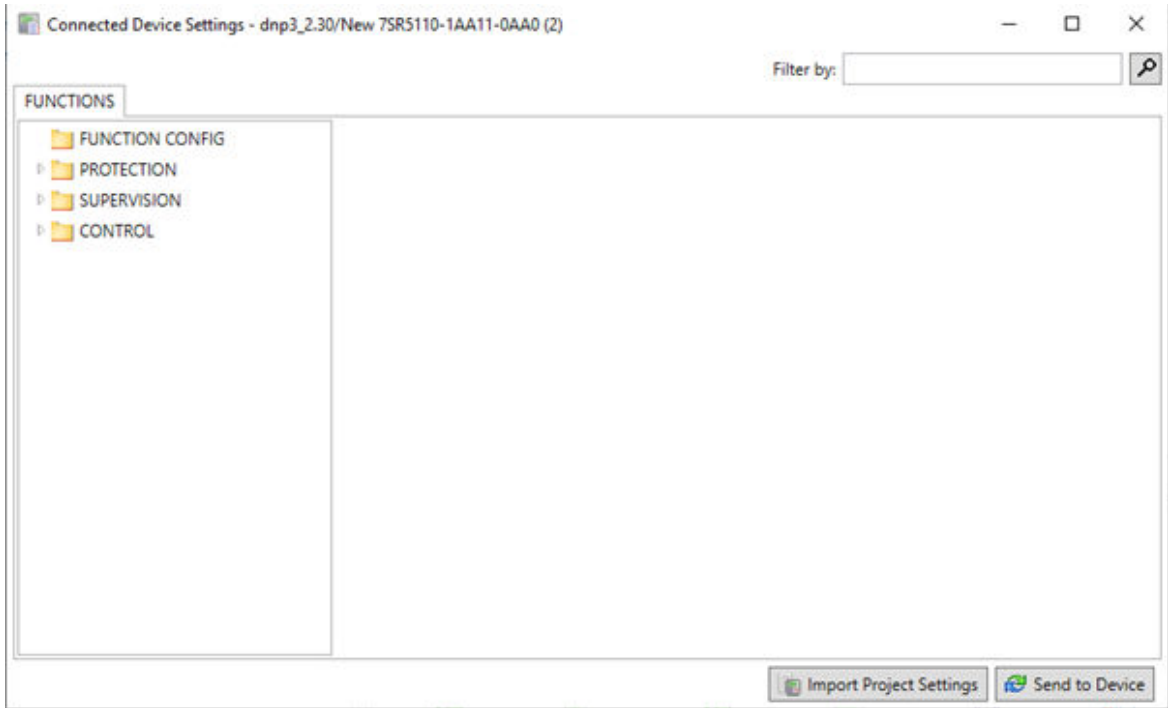 Connected Device Settings - dnp3_2.30/New 7SR5110-1AA11-0AA0 (2)
Filter by:
FUNCTIONS
FUNCTION CONFIG
PROTECTION
SUPERVISION
CONTROL
Import Project Settings
Send to Device